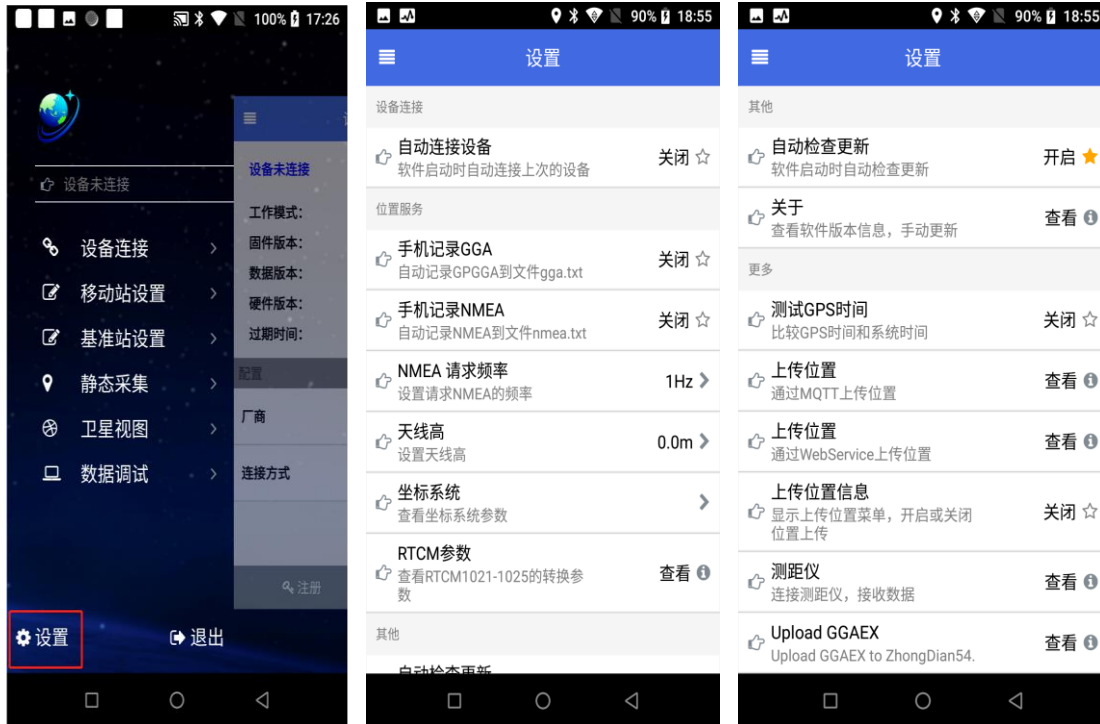 100% 17:26
设备未连接
设备连接
移动站设置
基准站设置
静态采集
卫星视图
数据调试
设置
退出
设备未连接
工作模式:
固件版本:
数据版本:
硬件版本:
过期时间:
配置
厂商
连接方式
注册
90% 18:55
设置
设备连接
自动连接设备
软件启动时自动连接上次的设备
关闭
位置服务
手机记录GGA
自动记录GPGGA到文件gga.txt
关闭
手机记录NMEA
自动记录NMEA到文件nmea.txt
关闭
NMEA 请求频率
设置请求NMEA的频率
1Hz
天线高
设置天线高
0.0m
坐标系统
查看坐标系统参数
RTCM参数
查看RTCM1021-1025的转换参
数
查看
其他
自动检查更新
90% 18:55
设置
其他
自动检查更新
软件启动时自动检查更新
开启
关于
查看软件版本信息，手动更新
查看
更多
测试GPS时间
比较GPS时间和系统时间
关闭
上传位置
通过MQTT上传位置
查看
上传位置
通过WebService上传位置
查看
上传位置信息
显示上传位置菜单，开启或关闭
位置上传
关闭
测距仪
连接测距仪，接收数据
查看
Upload GGAEX
Upload GGAEX to ZhongDian54.
查看